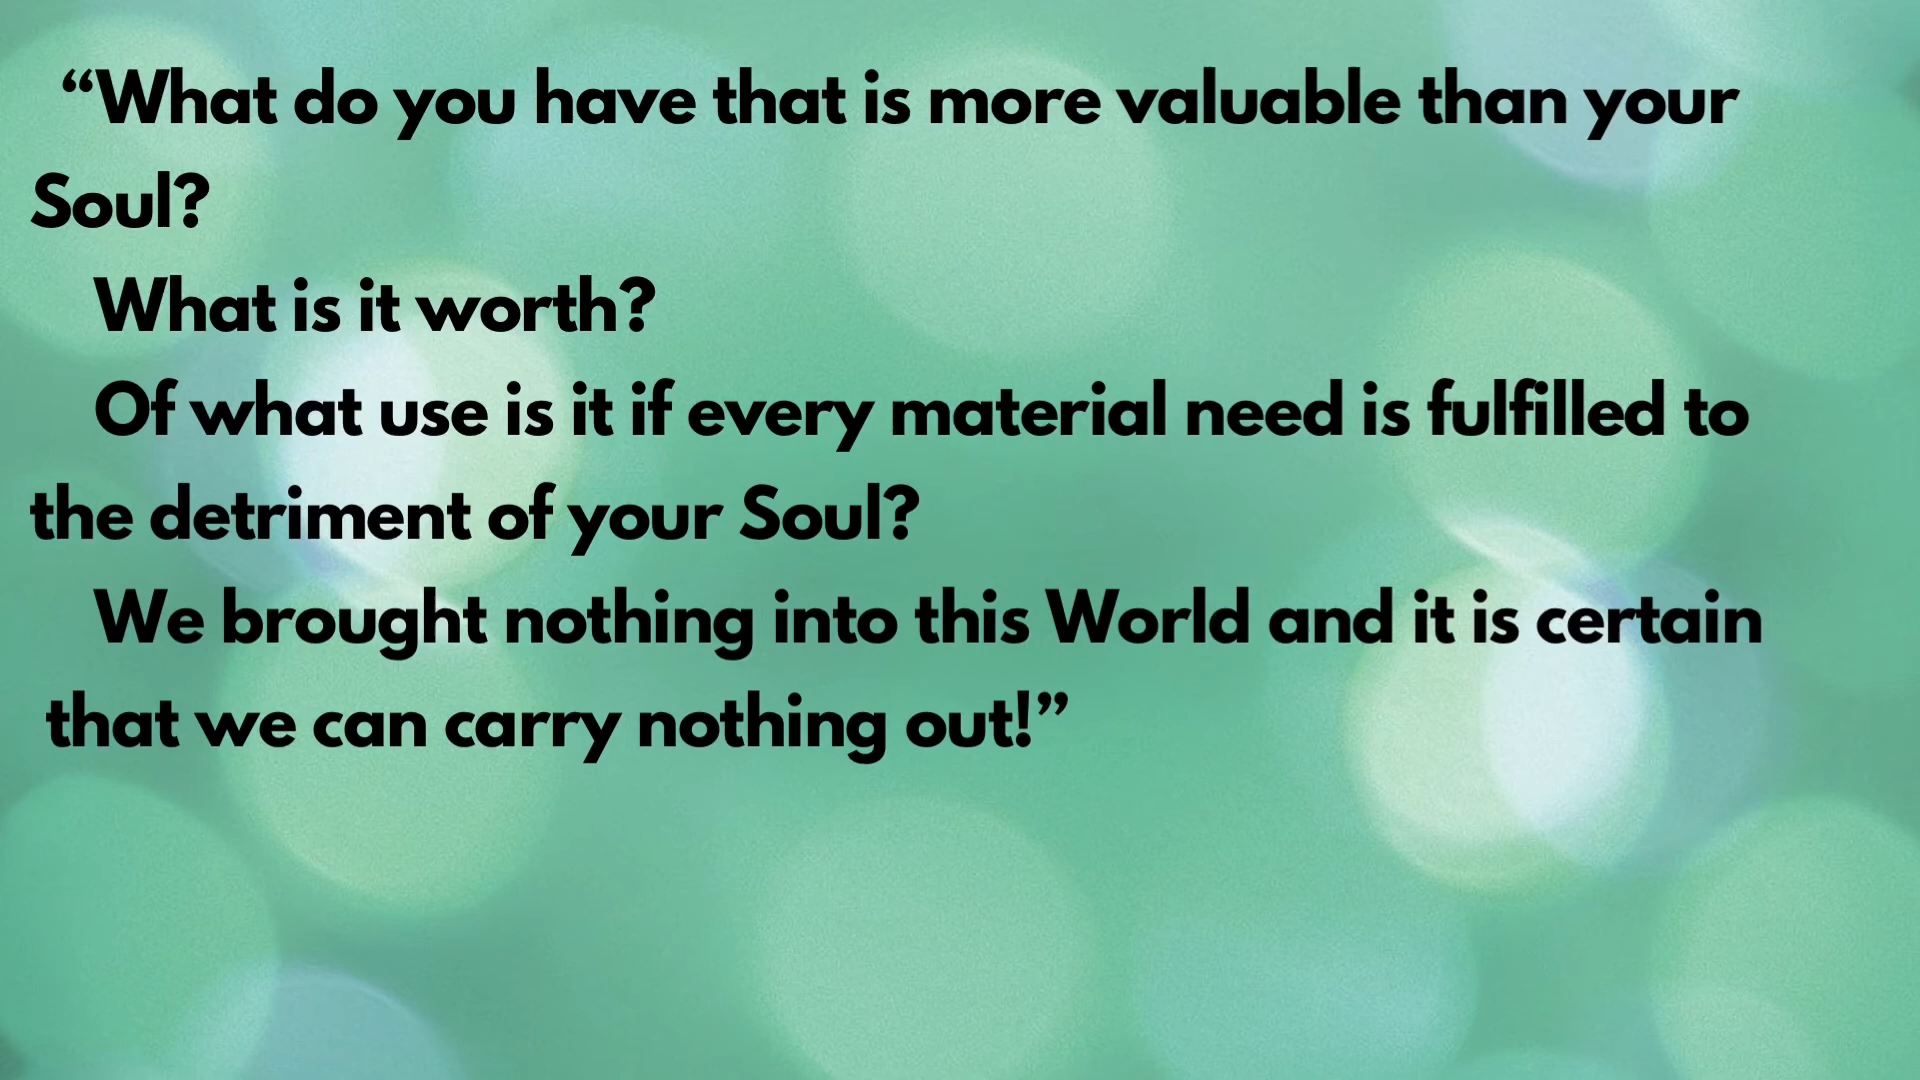 “What do you have that is more valuable than your
Soul?
What is it worth?
Of what use is it if every material need is fulfilled to
the detriment of your Soul?
We brought nothing into this World and it is certain
that we can carry nothing out!”